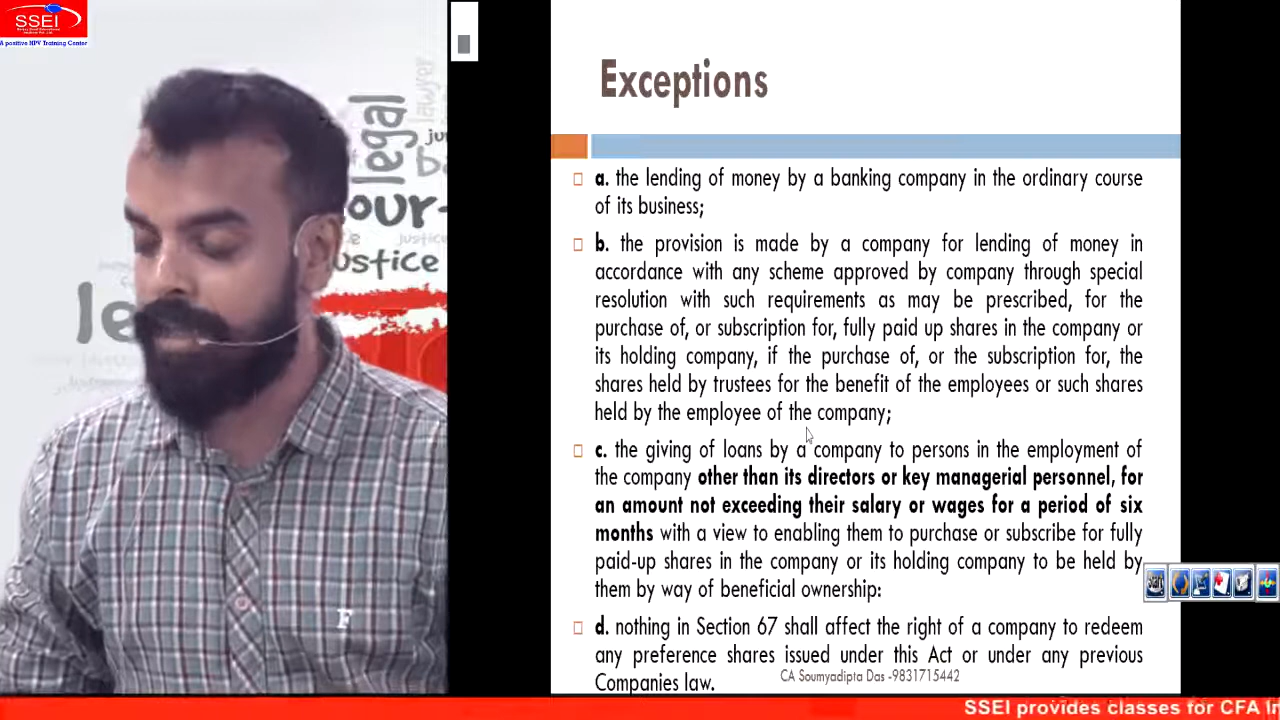 SSEI
A positive HPV Training Center
legal
lawyer
our-
justice
ustice
le
Exceptions
a. the lending of money by a banking company in the ordinary course
of its business;
b. the provision is made by a company for lending of money in
accordance with any scheme approved by company through special
resolution with such requirements as may be prescribed, for the
purchase of, or subscription for, fully paid up shares in the company or
its holding company, if the purchase of, or the subscription for, the
shares held by trustees for the benefit of the employees or such shares
held by the employee of the company;
c. the giving of loans by a company to persons in the employment of
the company other than its directors or key managerial personnel, for
an amount not exceeding their salary or wages for a period of six
months with a view to enabling them to purchase or subscribe for fully
paid-up shares in the company or its holding company to be held by
them by way of beneficial ownership:
d. nothing in Section 67 shall affect the right of a company to redeem
any preference shares issued under this Act or under any previous
Companies law.
CA Soumyadipta Das -9831715442
Start
F
SSEI provides classes for CFA